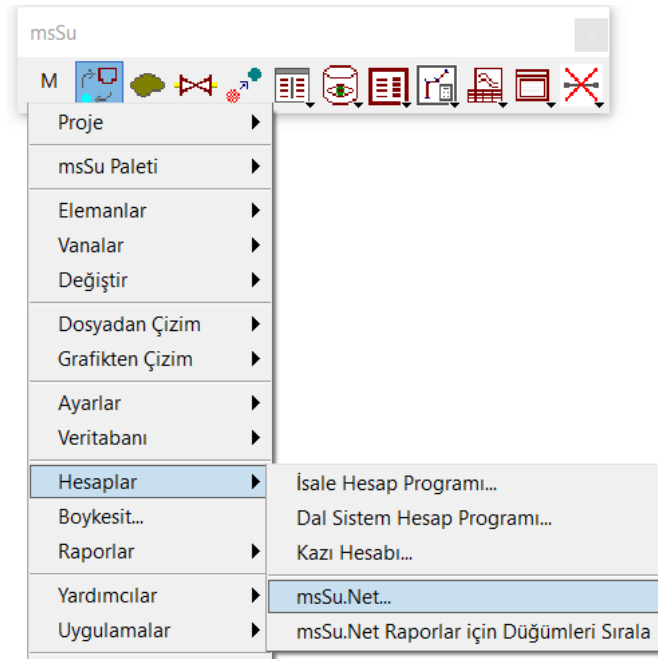 msSu
M
Proje
msSu Paleti
Elemanlar
Vanalar
Değiştir
Dosyadan Çizim
Grafikten Çizim
Ayarlar
Veritabanı
Hesaplar
İsale Hesap Programı...
Boykesit...
Dal Sistem Hesap Programı...
Raporlar
Kazı Hesabı...
Yardımcılar
msSu.Net...
Uygulamalar
msSu.Net Raporlar için Düğümleri Sırala